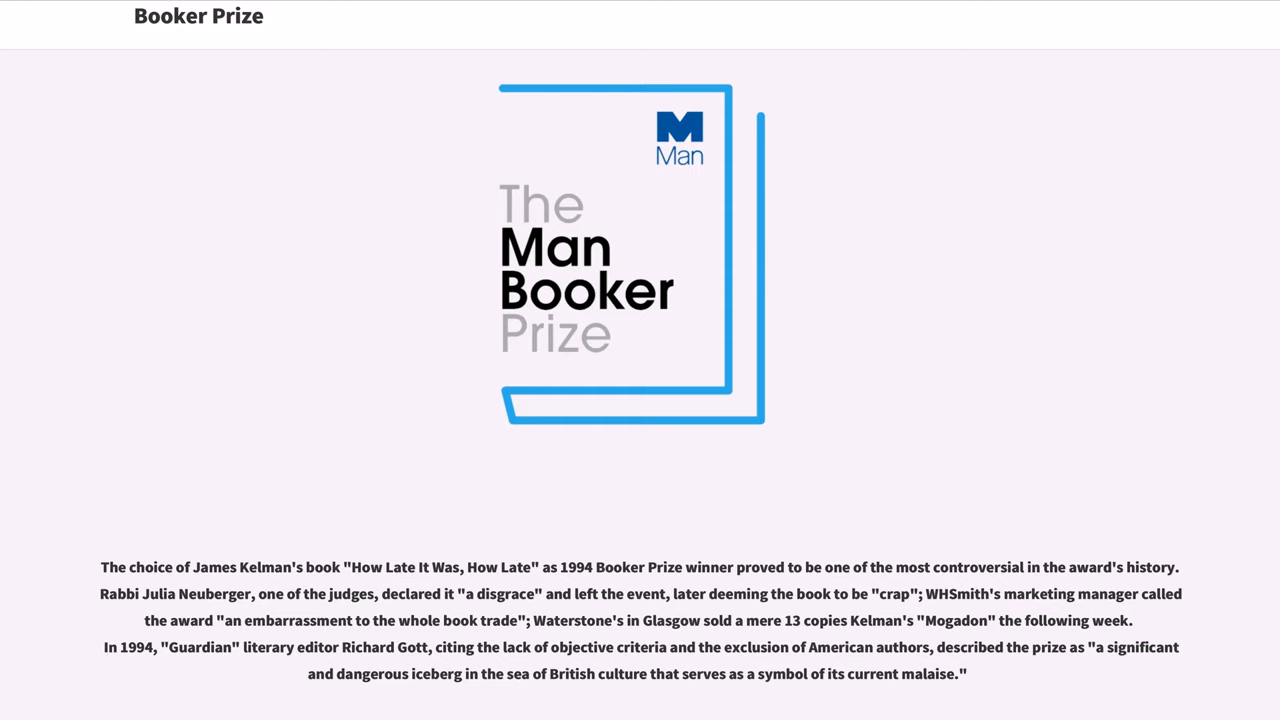 Booker Prize
M
Man
The
Man
Booker
Prize
The choice of James Kelman's book "How Late It Was, How Late" as 1994 Booker Prize winner proved to be one of the most controversial in the award's history.
Rabbi Julia Neuberger, one of the judges, declared it "a disgrace" and left the event, later deeming the book to be "crap"; WHSmith's marketing manager called
the award "an embarrassment to the whole book trade"; Waterstone's in Glasgow sold a mere 13 copies Kelman's "Mogadon" the following week.
In 1994, "Guardian" literary editor Richard Gott, citing the lack of objective criteria and the exclusion of American authors, described the prize as "a significant
and dangerous iceberg in the sea of British culture that serves as a symbol of its current malaise."